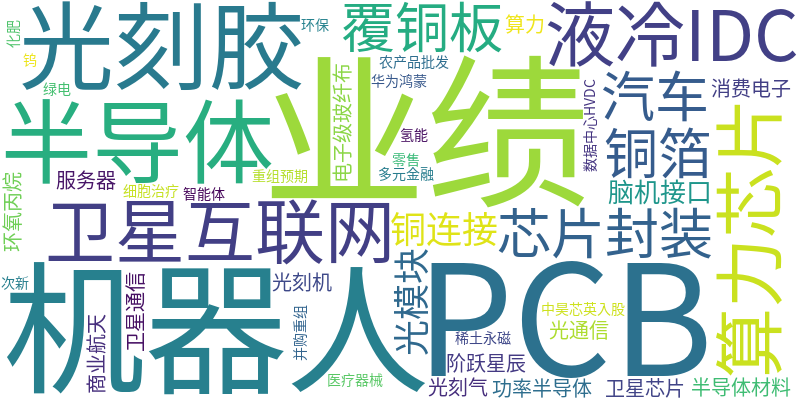 化肥
光刻胶
环保
覆铜板
算力
液冷IDC
钨
绿电
农产品批发
华为鸿蒙
业绩
电子级玻纤布
数据中心HVDC
汽车
消费电子
半导体
氢能
铜箔
算力芯片
零售
服务器
细胞治疗
重组预期
多元金融
智能体
脑机接口
环氧丙烷
卫星互联网
铜连接
芯片封装
次新
机器人
光刻机
光模块
PCB
商业航天
卫星通信
并购重组
中昊芯英入股
光通信
稀土永磁
阶跃星辰
医疗器械
光刻气
功率半导体
卫星芯片
半导体材料